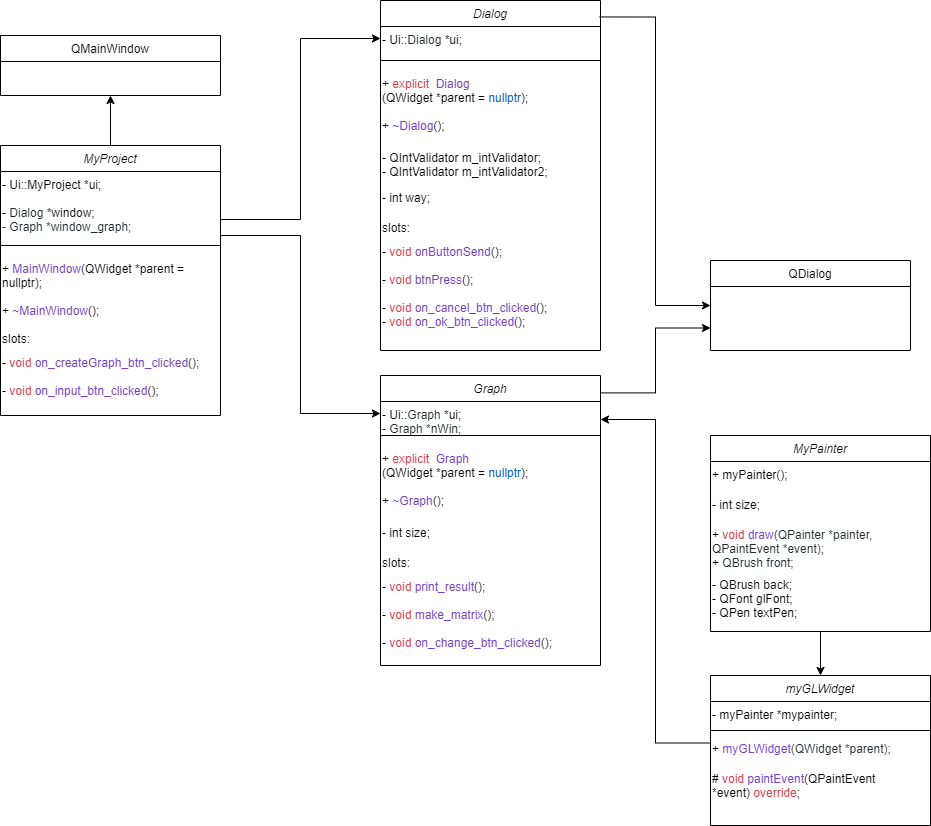 QMainWindow
MyProject
- Ui::MyProject *ui;
- Dialog *window;
- Graph *window_graph;
+ MainWindow(QWidget *parent =
nullptr);
+ ~MainWindow();
slots:
- void on_createGraph_btn_clicked();
- void on_input_btn_clicked();
Dialog
- Ui::Dialog *ui;
+ explicit  Dialog
(QWidget *parent = nullptr);
+ ~Dialog();
- QIntValidator m_intValidator;
- QIntValidator m_intValidator2;
- int way;
slots:
- void onButtonSend();
- void btnPress();
- void on_cancel_btn_clicked();
- void on_ok_btn_clicked();
Graph
- Ui::Graph *ui;
- Graph *nWin;
+ explicit  Graph
(QWidget *parent = nullptr);
+ ~Graph();
- int size;
slots:
- void print_result();
- void make_matrix();
- void on_change_btn_clicked();
QDialog
MyPainter
+ myPainter();
- int size;
+ void draw(QPainter *painter,
QPaintEvent *event);
+ QBrush front;
- QBrush back;
- QFont glFont;
- QPen textPen;
myGLWidget
- myPainter *mypainter;
+ myGLWidget(QWidget *parent);
# void paintEvent(QPaintEvent
*event) override;